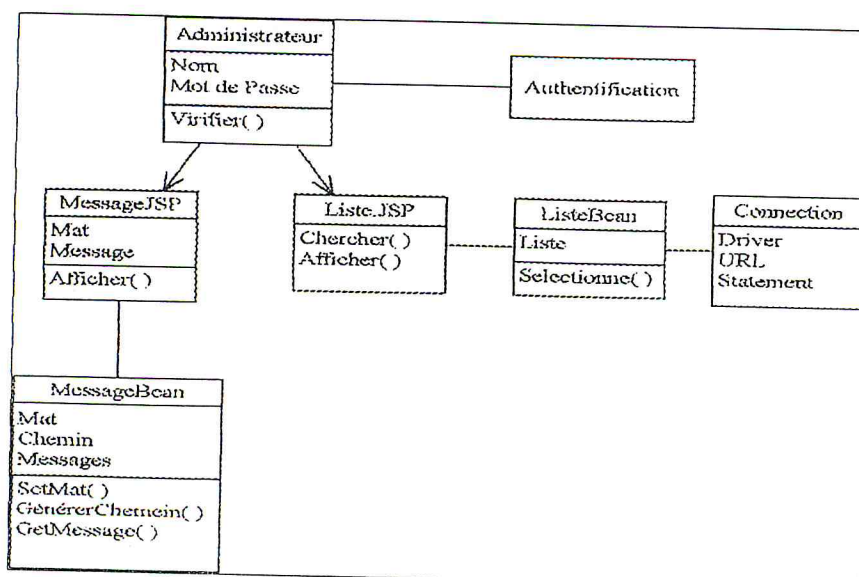 Administrateur
Nom
Mot de Passe
Virifier( )
Authentification
MessageJSP
Mat
Message
Afficher( )
Liste.JSP
Chercher( )
Afficher( )
ListeBean
Liste
Selectionne( )
Connection
Driver
URL
Statement
MessageBean
Mat
Chemin
Messages
SetMat( )
GénérerChemein( )
GetMessage( )